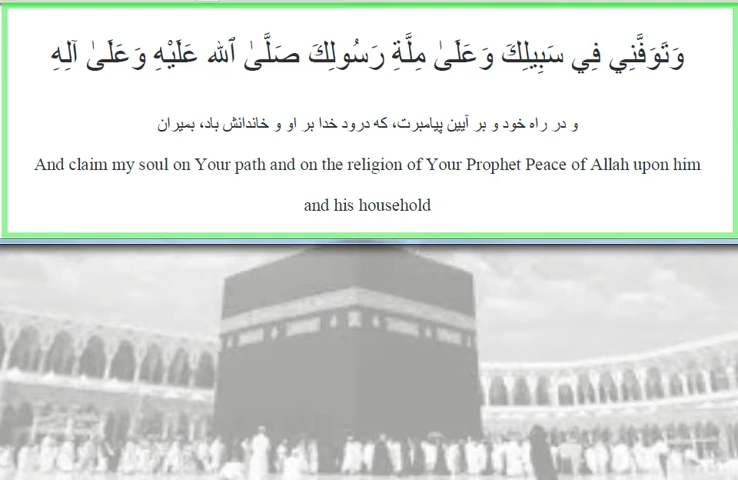 وَتَوَفَّنِي فِي سَبِيلِكَ وَعَلَىٰ مِلَّةِ رَسُولِكَ صَلَّىٰ ٱلله عَلَيْهِ وَعَلَىٰ آلِهِ
و در راه خود و بر آیین پیامبرت، که درود خدا بر او و خاندانش باد، بمیران
And claim my soul on Your path and on the religion of Your Prophet Peace of Allah upon him
and his household